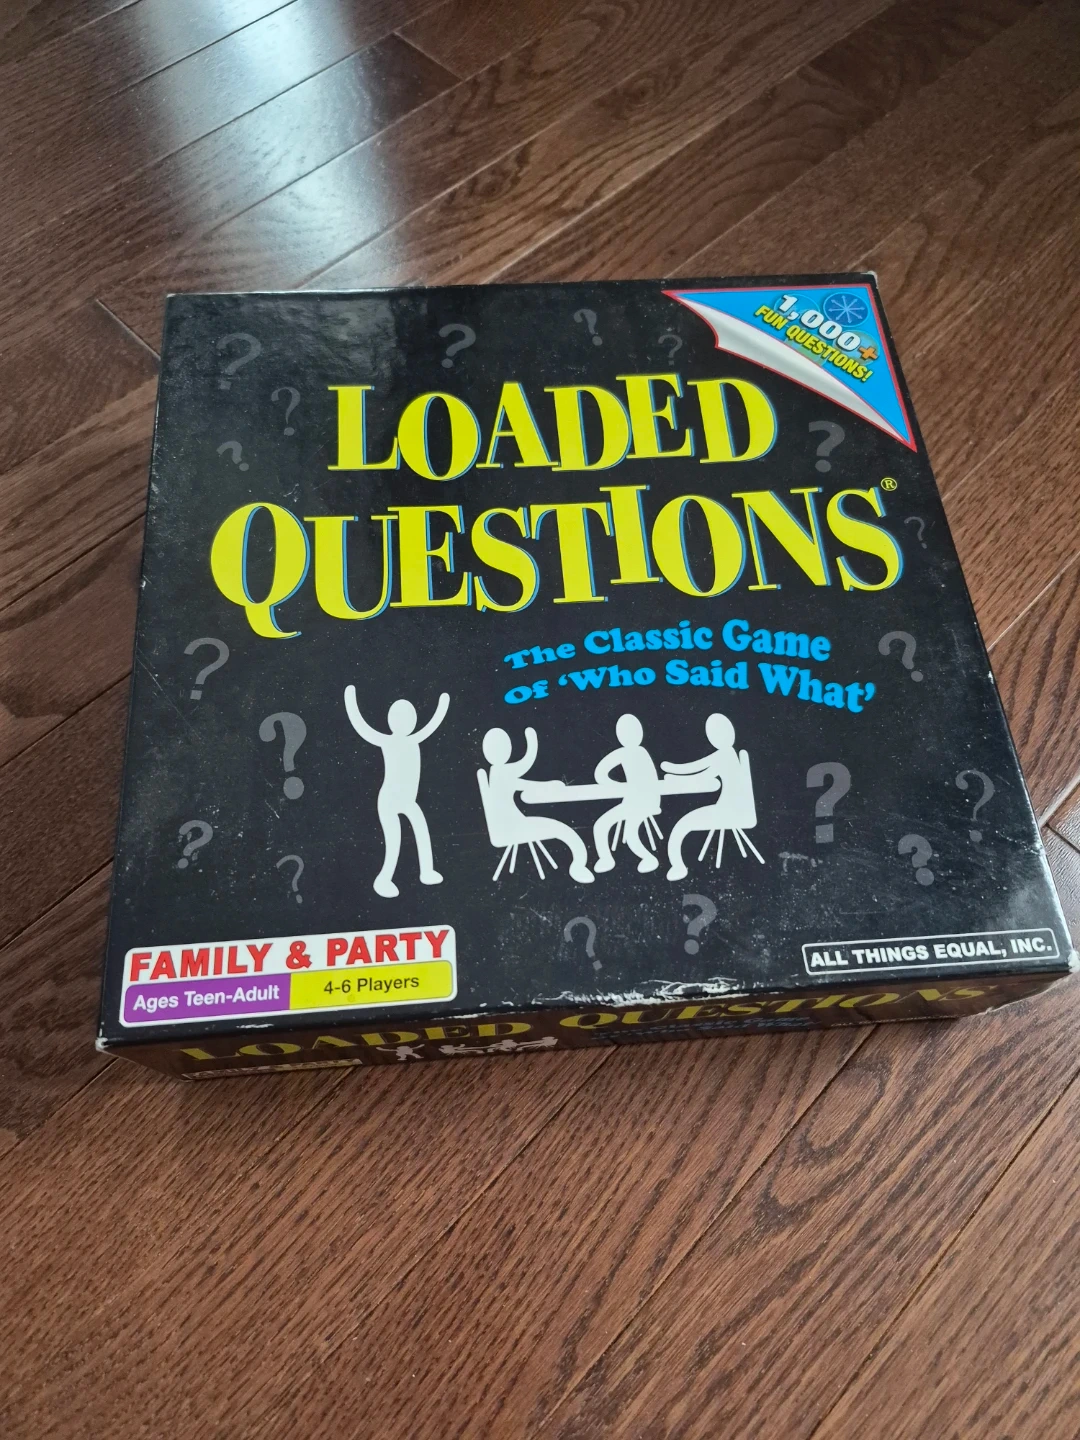 1,000+
FUN QUESTIONS!
LOADED
QUESTIONS®
The Classic Game
Of 'Who Said What'
FAMILY & PARTY
Ages Teen-Adult
4-6 Players
ALL THINGS EQUAL, INC.
LOADED QUESTIONS